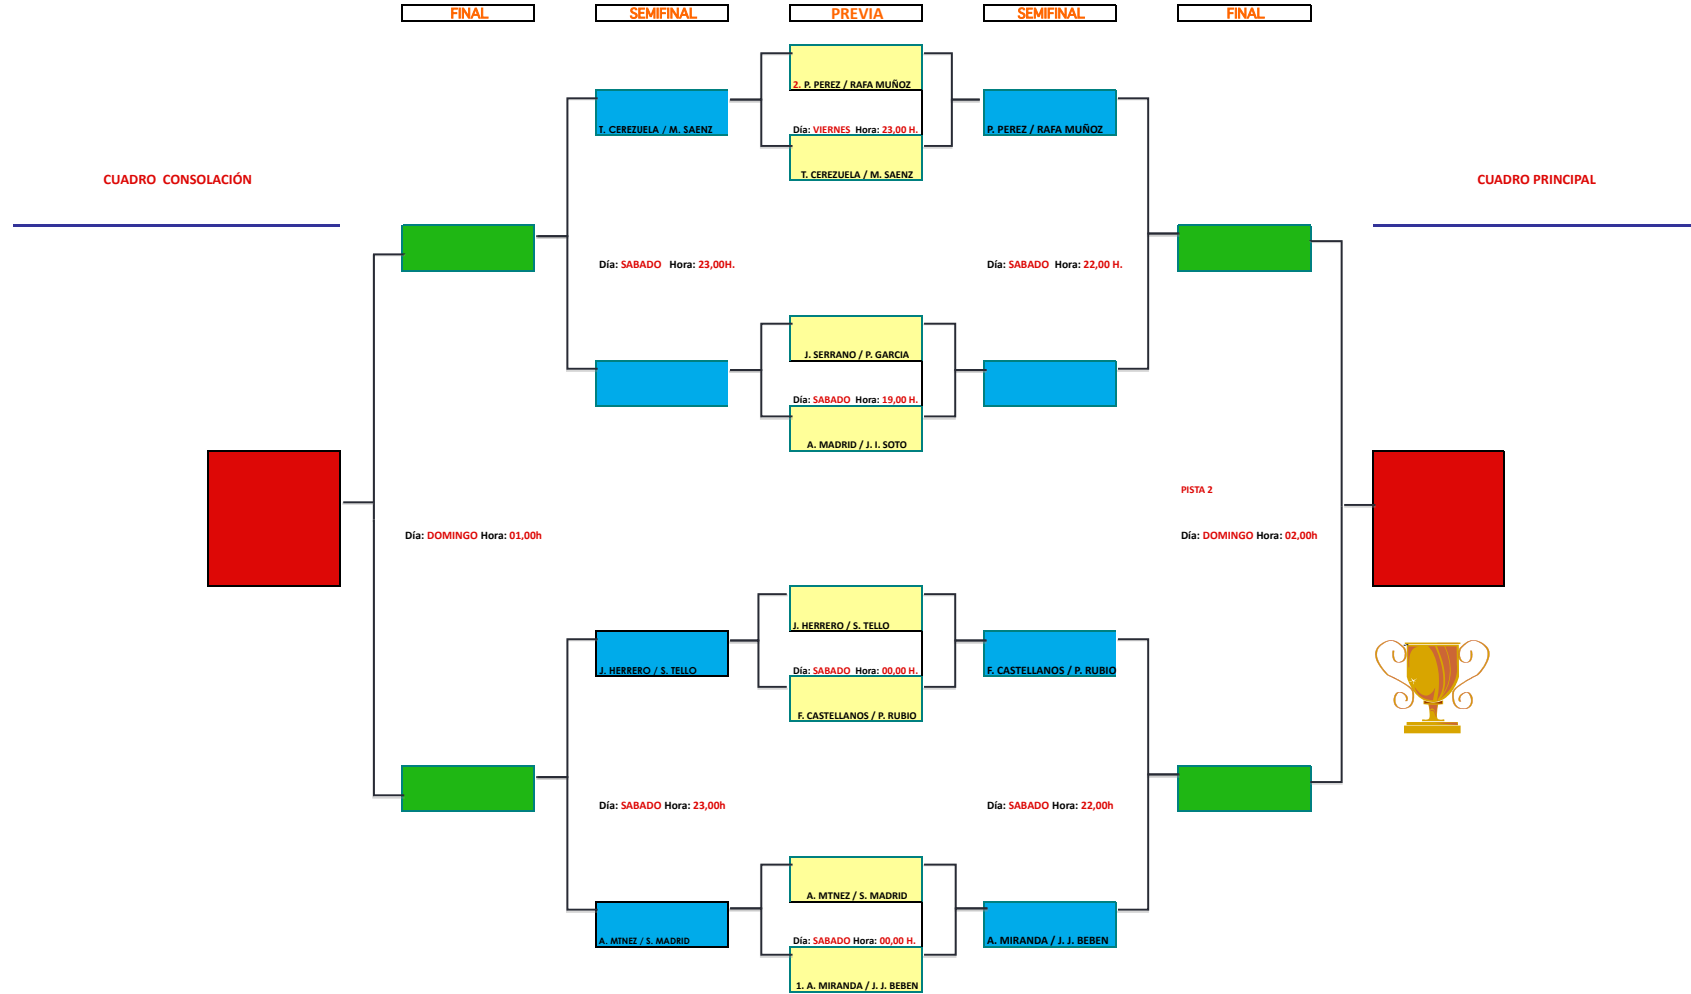 FINAL SEMIFINAL PREVIA SEMIFINAL FINAL
2. P. PEREZ / RAFA MUÑOZ
T. CEREZUELA / M. SAENZ Día: VIERNES Hora: 23,00 H. P. PEREZ / RAFA MUÑOZ
T. CEREZUELA / M. SAENZ
CUADRO CONSOLACIÓN CUADRO PRINCIPAL
Día: SABADO Hora: 23,00H. Día: SABADO Hora: 22,00 H.
J. SERRANO / P. GARCIA
Día: SABADO Hora: 19,00 H.
A. MADRID / J. I. SOTO
PISTA 2
Día: DOMINGO Hora: 01,00h Día: DOMINGO Hora: 02,00h
J. HERRERO / S. TELLO
J. HERRERO / S. TELLO Día: SABADO Hora: 00,00 H. F. CASTELLANOS / P. RUBIO
F. CASTELLANOS / P. RUBIO
Día: SABADO Hora: 23,00h Día: SABADO Hora: 22,00h
A. MTNEZ / S. MADRID
A. MTNEZ / S. MADRID Día: SABADO Hora: 00,00 H. A. MIRANDA / J. J. BEBEN
1. A. MIRANDA / J. J. BEBEN